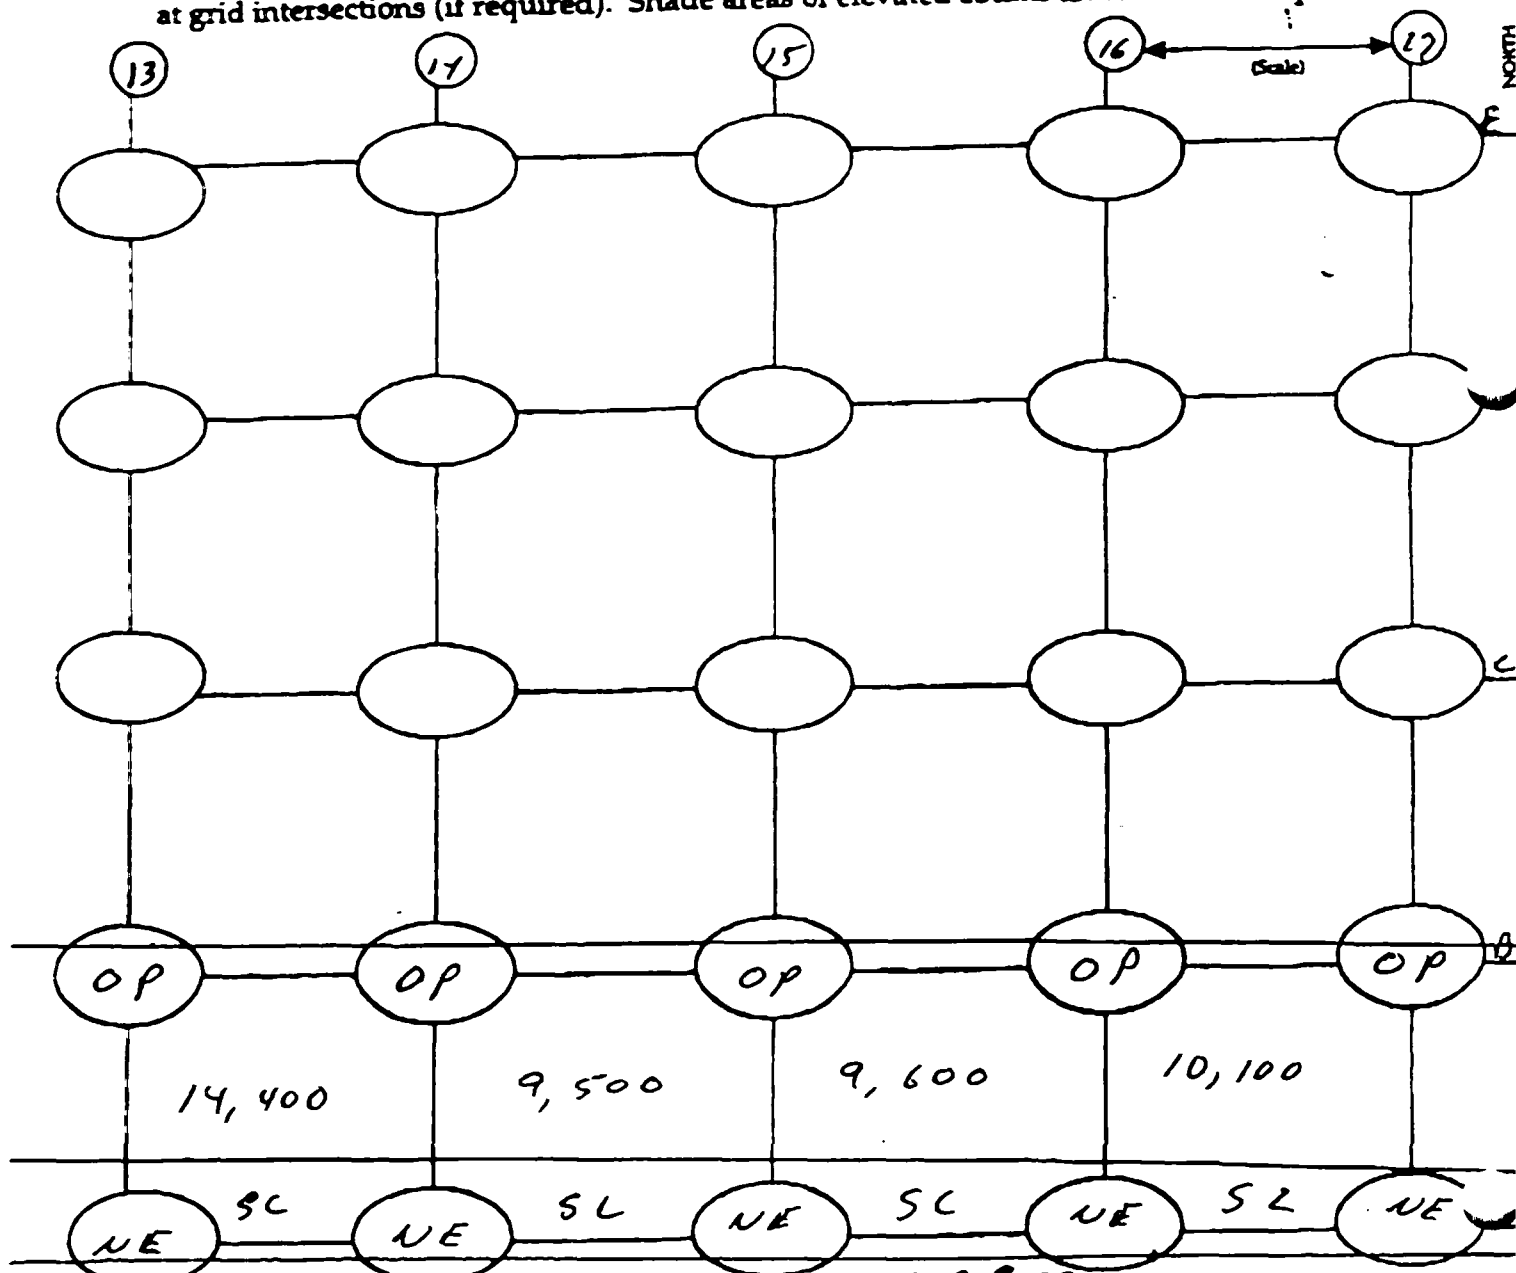 at grid intersections (if required). Shade areas of elevated
13 14 15 16 17
(Scale)
NORTH
C
B
OP OP OP OP OP
14,400 9,500 9,600 10,100
SC SL SC SL
NE NE NE NE NE